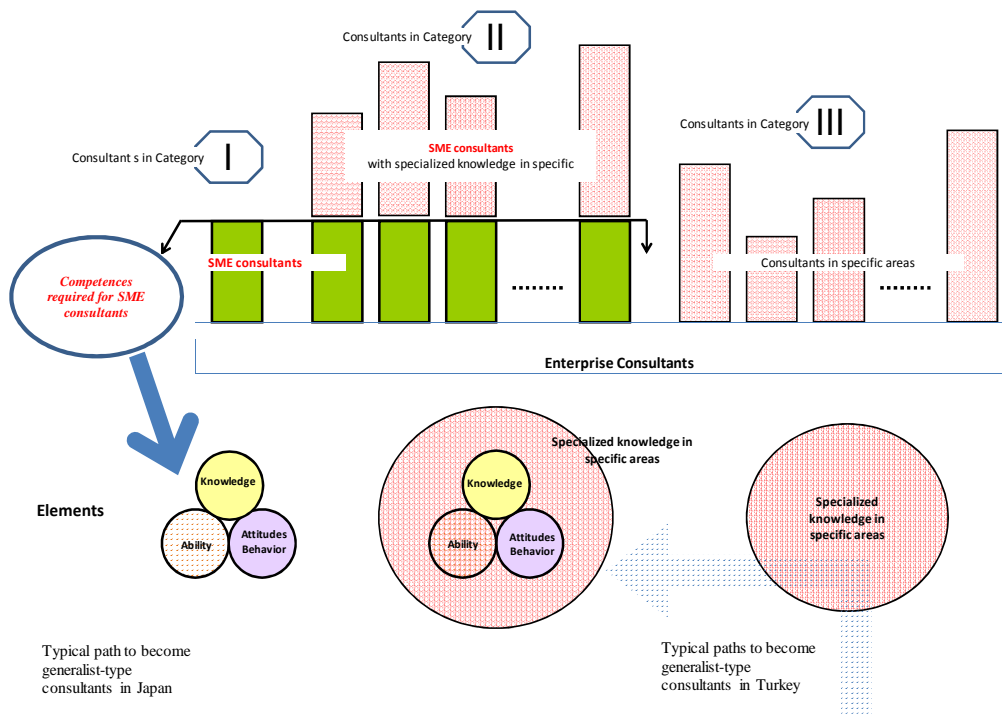 Consultants in Category
II
Consultants in Category
III
Consultant s in Category
I
SME consultants
with specialized knowledge in specific
SME consultants
Consultants in specific areas
Competences
required for SME
consultants
........
........
Enterprise Consultants
Specialized knowledge in
specific areas
Knowledge
Ability
Attitudes
Behavior
Knowledge
Ability
Attitudes
Behavior
Specialized
knowledge in
specific areas
Elements
Typical path to become
generalist-type
consultants in Japan
Typical paths to become
generalist-type
consultants in Turkey